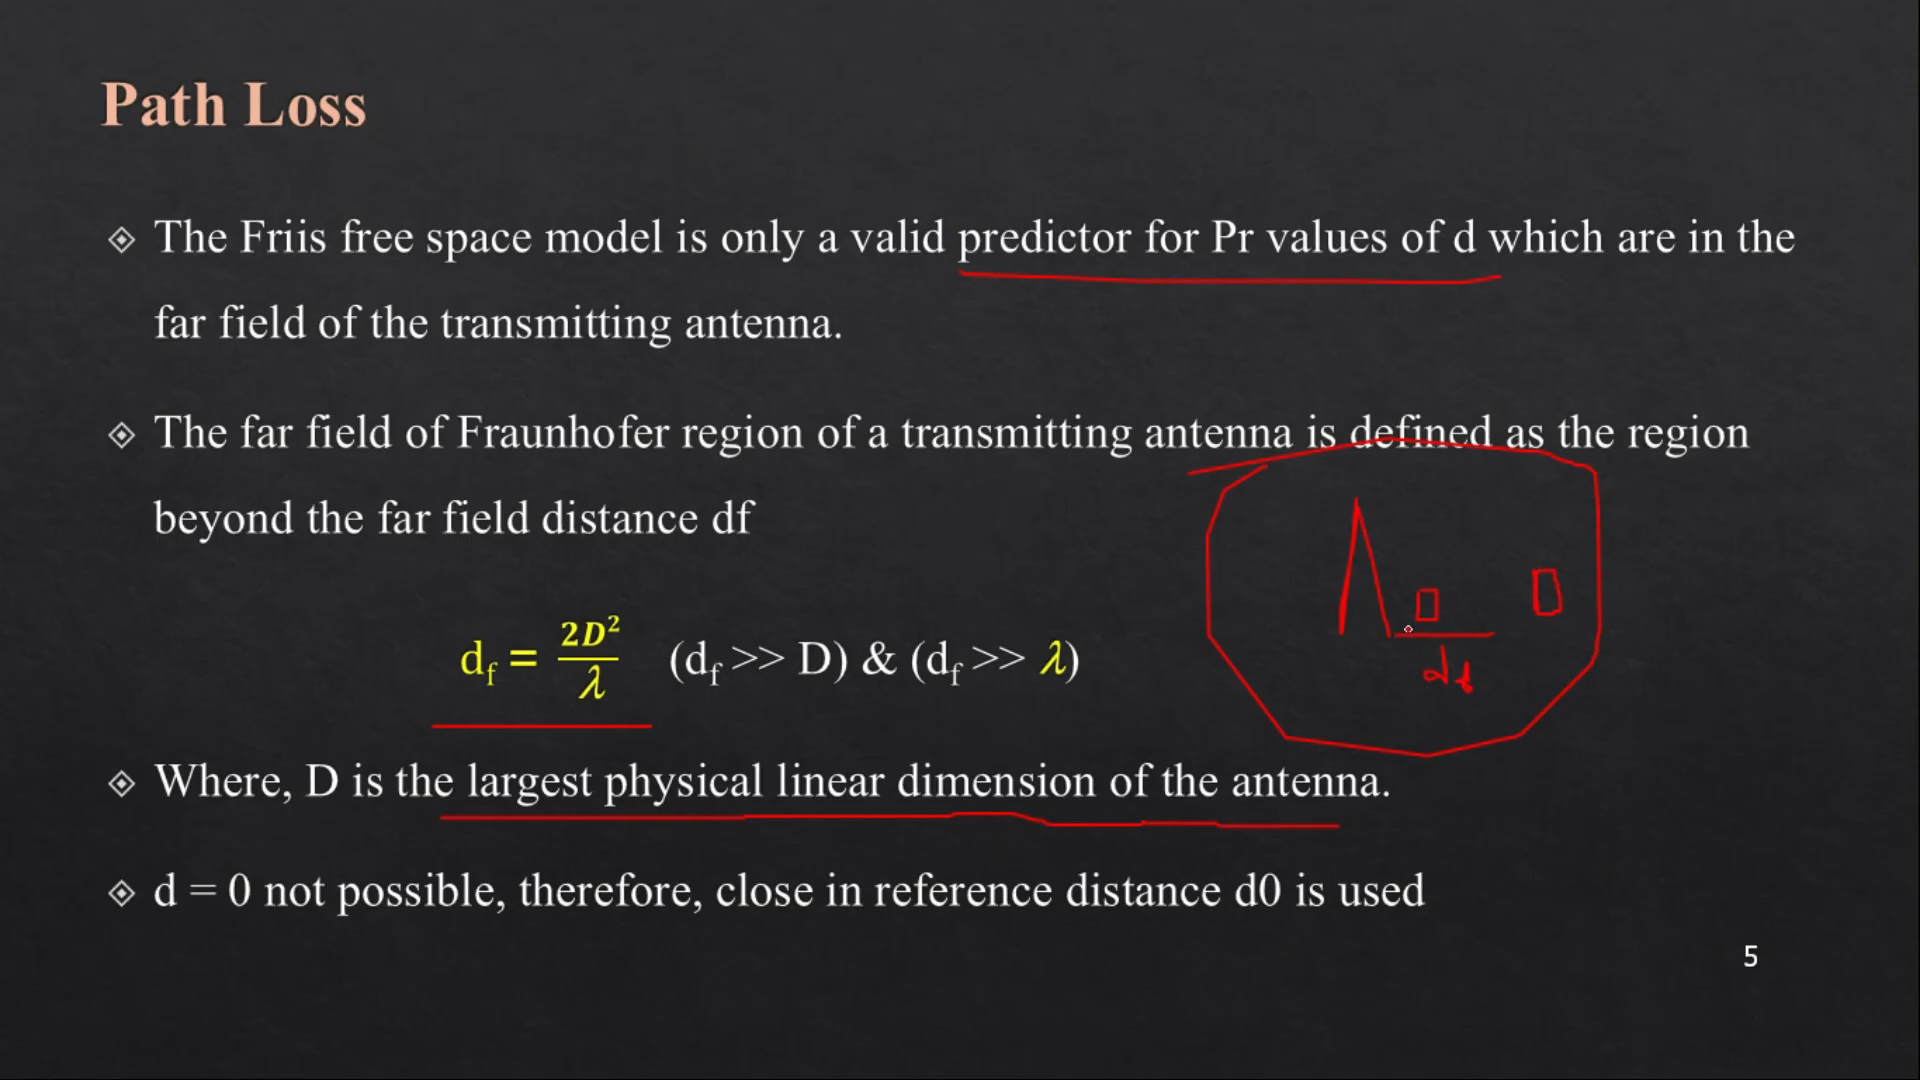 Path Loss
The Friis free space model is only a valid predictor for Pr values of d which are in the
far field of the transmitting antenna.
The far field of Fraunhofer region of a transmitting antenna is defined as the region
beyond the far field distance df
d_f = 2D²/λ (d_f >> D) & (d_f >> λ)
df
Where, D is the largest physical linear dimension of the antenna.
d = 0 not possible, therefore, close in reference distance d0 is used
5